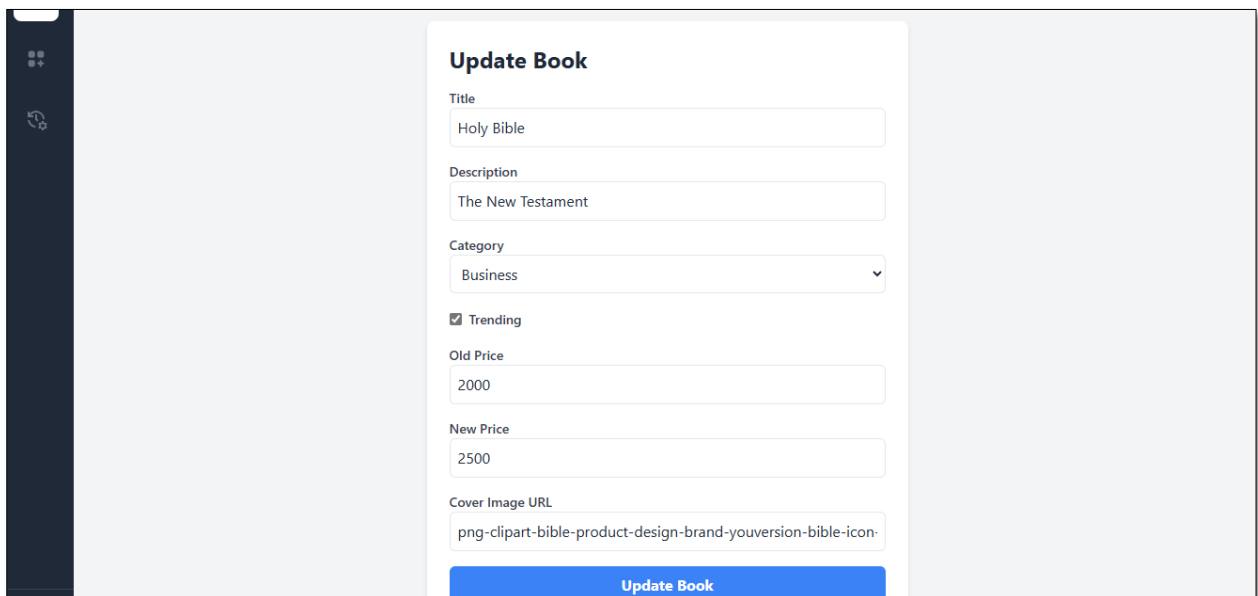 Update Book
Title
Holy Bible
Description
The New Testament
Category
Business
Trending
Old Price
2000
New Price
2500
Cover Image URL
png-clipart-bible-product-design-brand-youversion-bible-icon-
Update Book